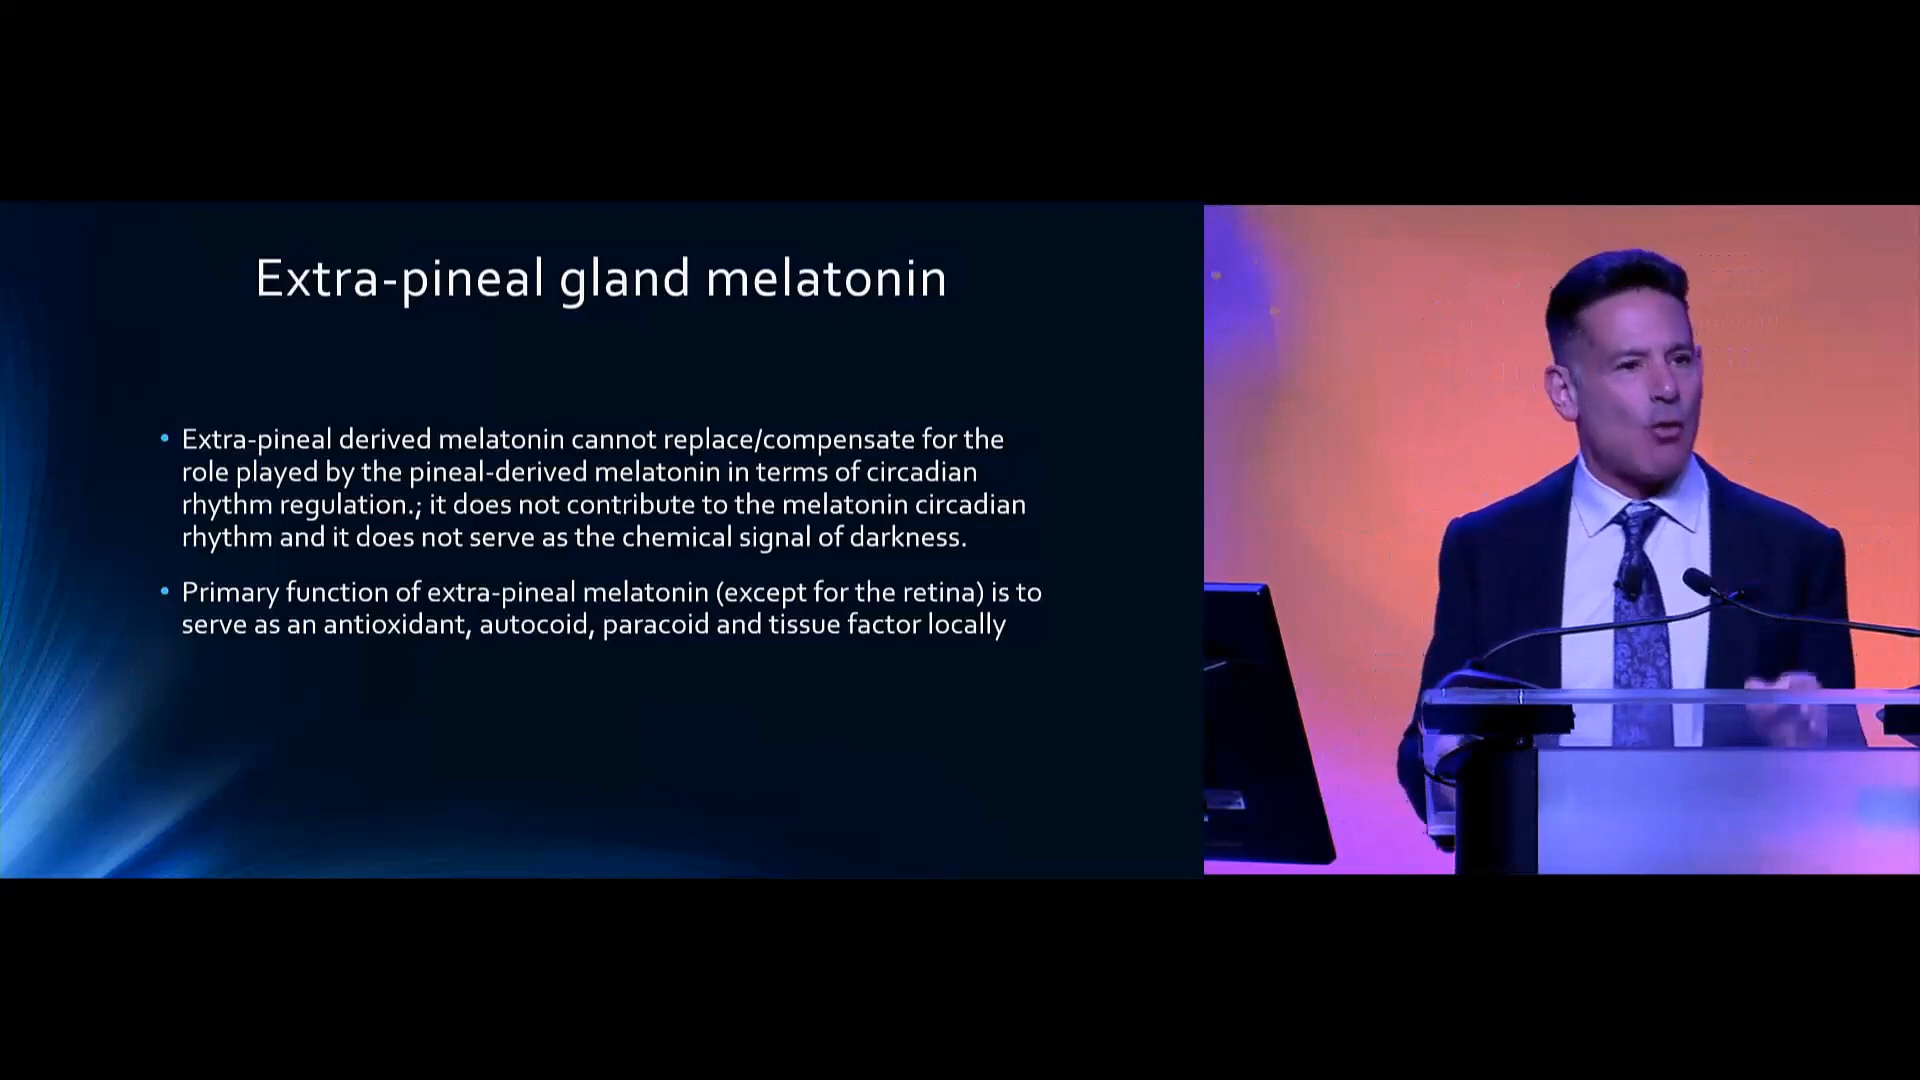 Extra-pineal gland melatonin
• Extra-pineal derived melatonin cannot replace/compensate for the
role played by the pineal-derived melatonin in terms of circadian
rhythm regulation.; it does not contribute to the melatonin circadian
rhythm and it does not serve as the chemical signal of darkness.
• Primary function of extra-pineal melatonin (except for the retina) is to
serve as an antioxidant, autocoid, paracoid and tissue factor locally